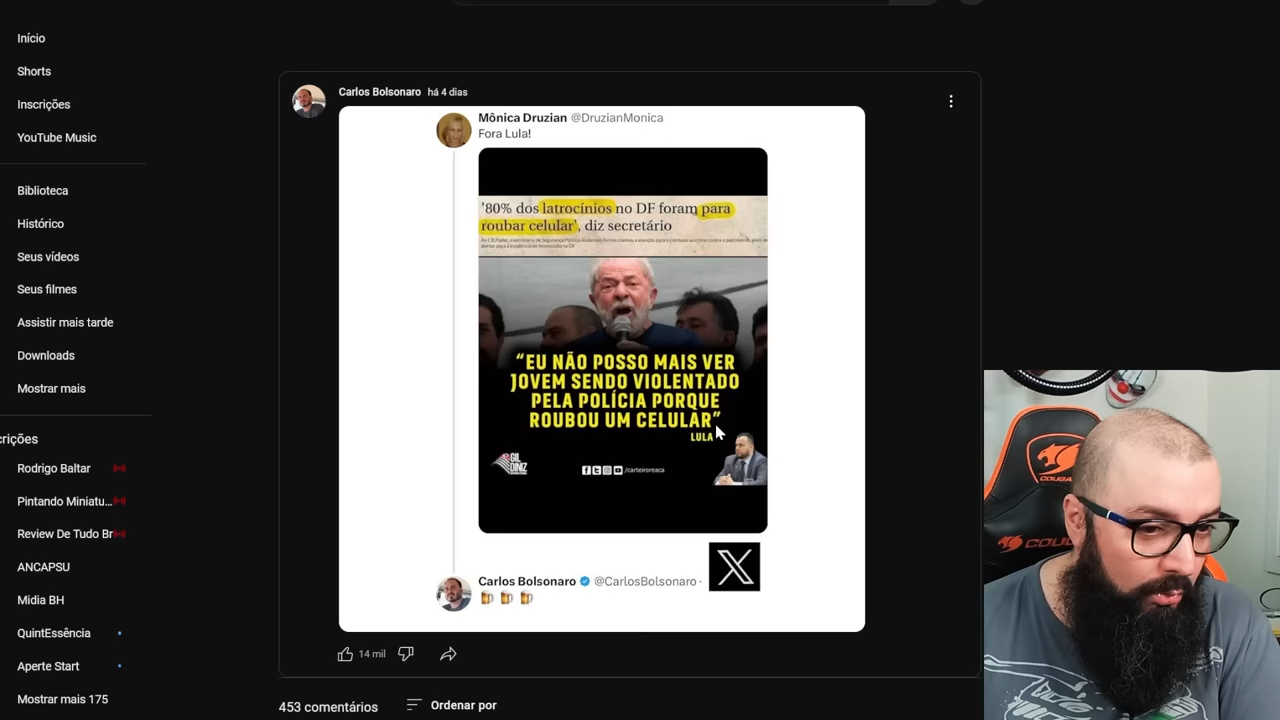 Início
Shorts
Inscrições
YouTube Music
Biblioteca
Histórico
Seus vídeos
Seus filmes
Assistir mais tarde
Downloads
Mostrar mais
crições
Rodrigo Baltar
Pintando Miniatu...
Review De Tudo Br
ANCAPSU
Midia BH
QuintEssência
Aperte Start
Mostrar mais 175
Carlos Bolsonaro há 4 dias
Mônica Druzian @DruzianMonica
Fora Lula!
'80% dos latrocínios no DF foram para
roubar celular', diz secretário
“EU NÃO POSSO MAIS VER
JOVEM SENDO VIOLENTADO
PELA POLÍCIA PORQUE
ROUBOU UM CELULAR”
LULA
GIL
DINIZ
/carteiroreaca
Carlos Bolsonaro @CarlosBolsonaro ·
14 mil
453 comentários
Ordenar por
COUGAR